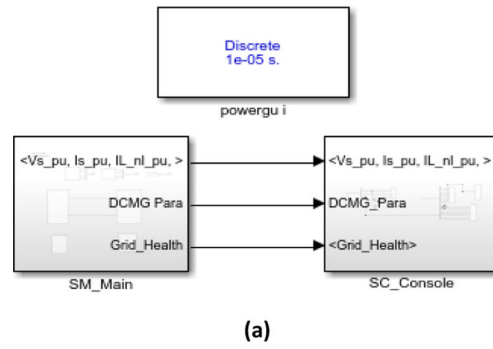 Discrete
1e-05 s.
powergu i
<Vs_pu, Is_pu, IL_nl_pu, >
DCMG Para
Grid_Health
SM_Main
<Vs_pu, Is_pu, IL_nl_pu, >
DCMG_Para
<Grid_Health>
SC_Console
(a)